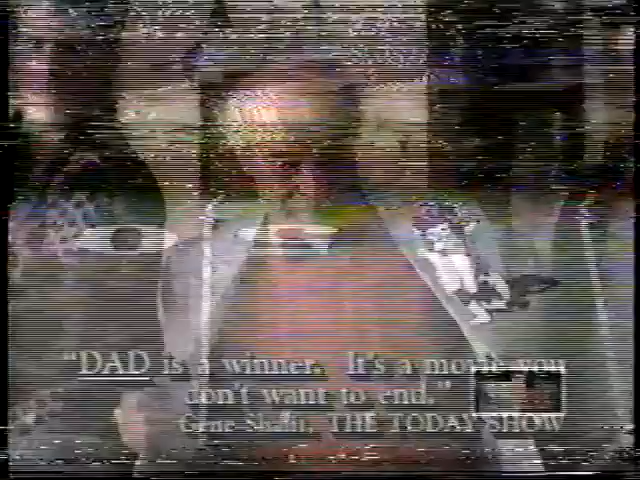 "DAD is a winner. It's a movie you
don't want to end."
Gene Shalit, THE TODAY SHOW